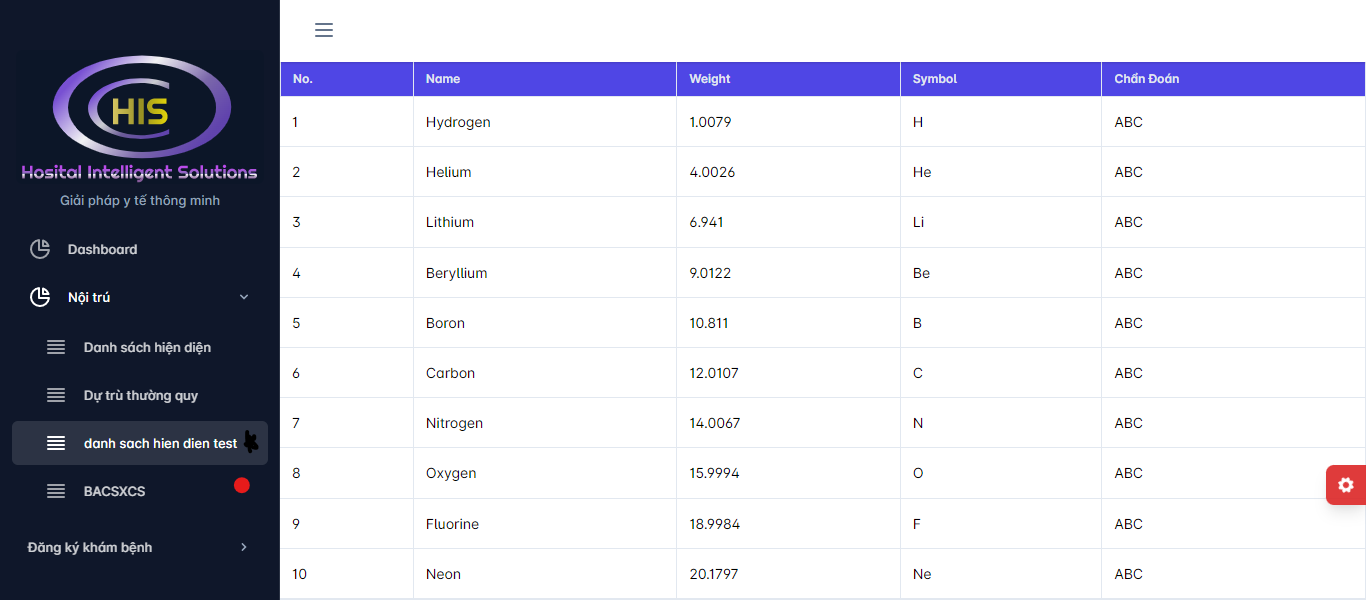 HIS
Hosital Intelligent Solutions
Giải pháp y tế thông minh
Dashboard
Nội trú
Danh sách hiện diện
Dự trù thường quy
danh sach hien dien test
BACSXCS
Đăng ký khám bệnh
No. Name Weight Symbol Chẩn Đoán
1 Hydrogen 1.0079 H ABC
2 Helium 4.0026 He ABC
3 Lithium 6.941 Li ABC
4 Beryllium 9.0122 Be ABC
5 Boron 10.811 B ABC
6 Carbon 12.0107 C ABC
7 Nitrogen 14.0067 N ABC
8 Oxygen 15.9994 O ABC
9 Fluorine 18.9984 F ABC
10 Neon 20.1797 Ne ABC